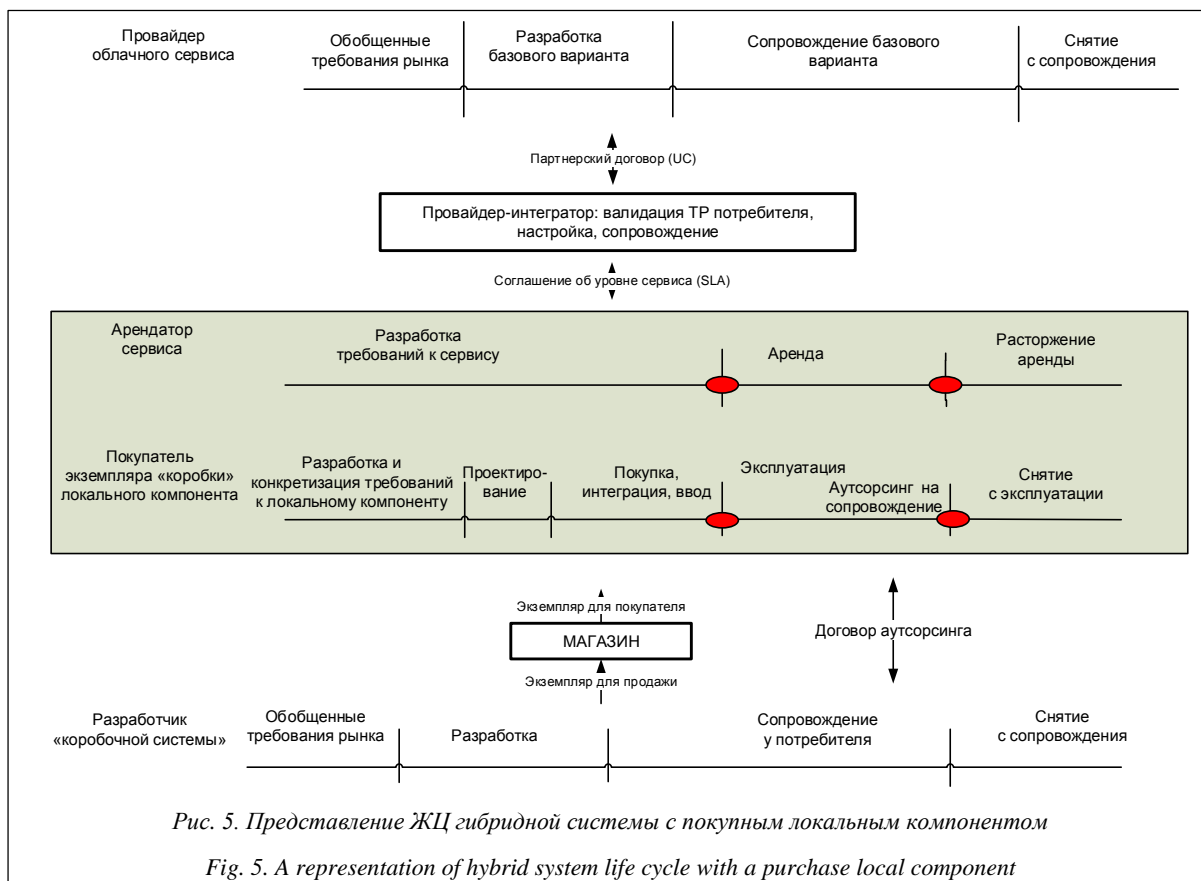 Провайдер
облачного сервиса
Обобщенные
требования рынка
Разработка
базового варианта
Сопровождение базового
варианта
Снятие
с сопровождения
Партнерский договор (UC)
Провайдер-интегратор: валидация ТР потребителя,
настройка, сопровождение
Соглашение об уровне сервиса (SLA)
Арендатор
сервиса
Разработка
требований к сервису
Аренда
Расторжение
аренды
Покупатель
экземпляра «коробки»
локального компонента
Разработка и
конкретизация требований
к локальному компоненту
Проектиро-
вание
Покупка,
интеграция, ввод
Эксплуатация
Аутсорсинг на
сопровождение
Снятие
с эксплуатации
Экземпляр для покупателя
МАГАЗИН
Экземпляр для продажи
Договор аутсорсинга
Разработчик
«коробочной системы»
Обобщенные
требования рынка
Разработка
Сопровождение
у потребителя
Снятие
с сопровождения
Рис. 5. Представление ЖЦ гибридной системы с покупным локальным компонентом
Fig. 5. A representation of hybrid system life cycle with a purchase local component